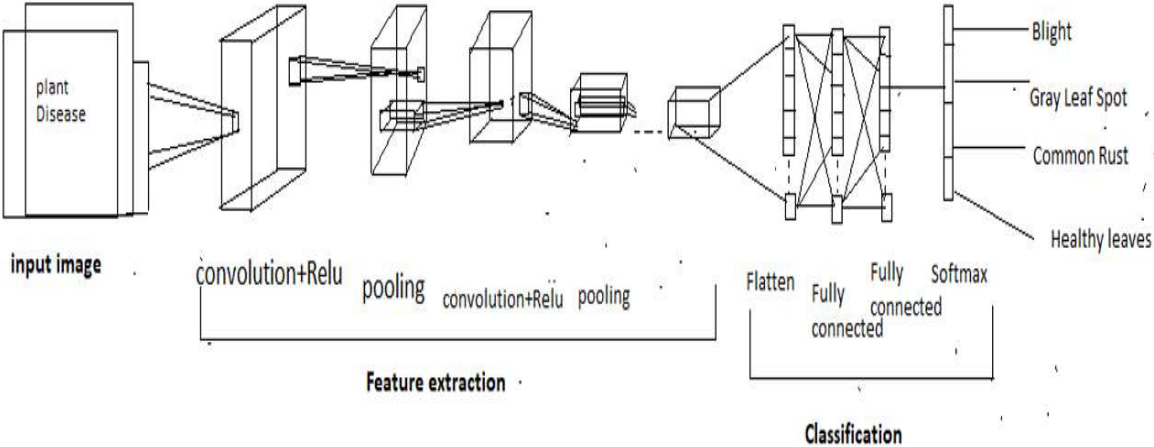 plant
Disease
input image
convolution+Relu
pooling
convolution+Relu
pooling
Feature extraction
Flatten
Fully
connected
Fully
connected
Softmax
Classification
Blight
Gray Leaf Spot
Common Rust
Healthy leaves